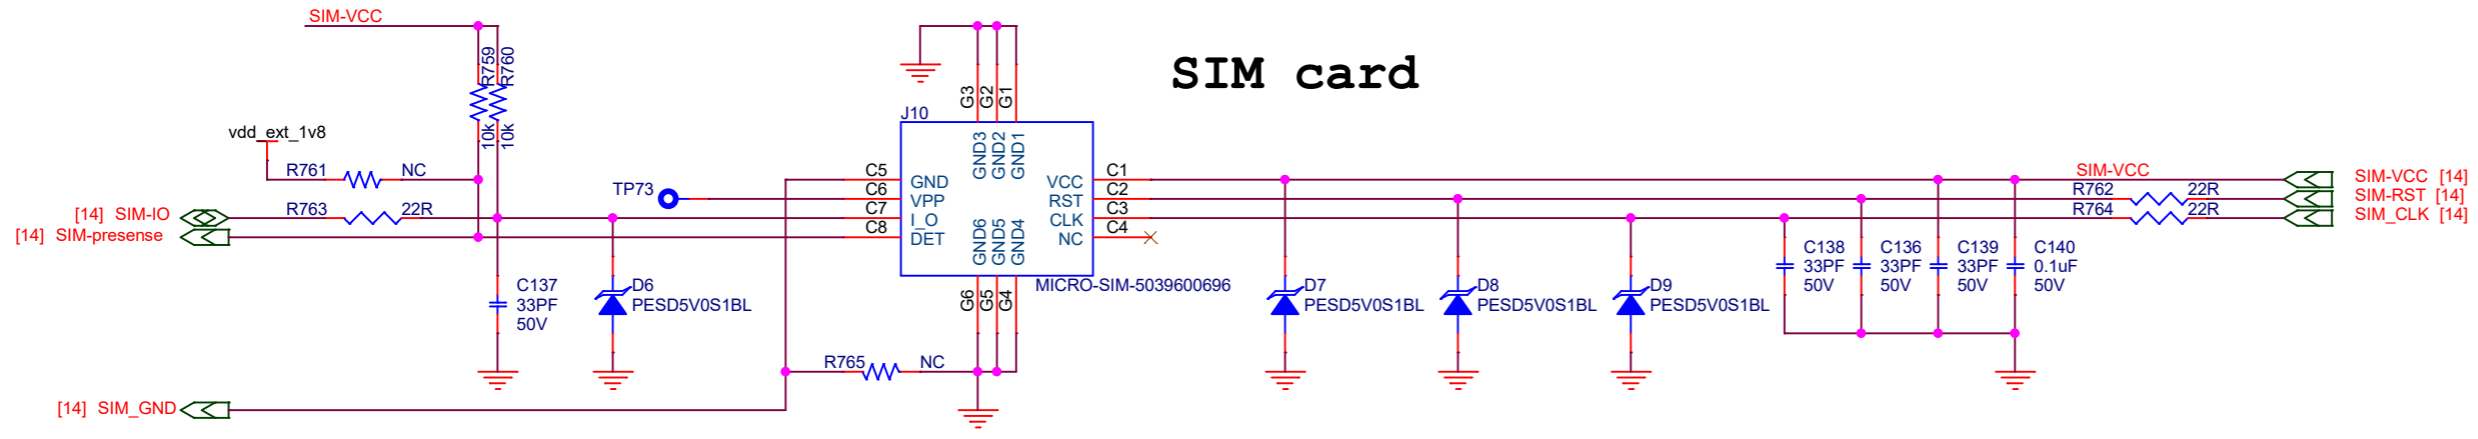 SIM-VCC
R759
R760
10k
10k
vdd_ext_1v8
R761 NC
[14] SIM-IO
R763 22R
[14] SIM-presense
C137
33PF
50V
D6
PESD5V0S1BL
TP73
[14] SIM_GND
R765 NC
SIM card
G3
G2
G1
J10
GND3
GND2
GND1
C5 GND
C6 VPP
C7 I_O
C8 DET
VCC C1
RST C2
CLK C3
NC C4
GND6
GND5
GND4
G6
G5
G4
MICRO-SIM-5039600696
D7
PESD5V0S1BL
D8
PESD5V0S1BL
D9
PESD5V0S1BL
SIM-VCC
SIM-VCC [14]
R762 22R
SIM-RST [14]
R764 22R
SIM_CLK [14]
C138
33PF
50V
C136
33PF
50V
C139
33PF
50V
C140
0.1uF
50V